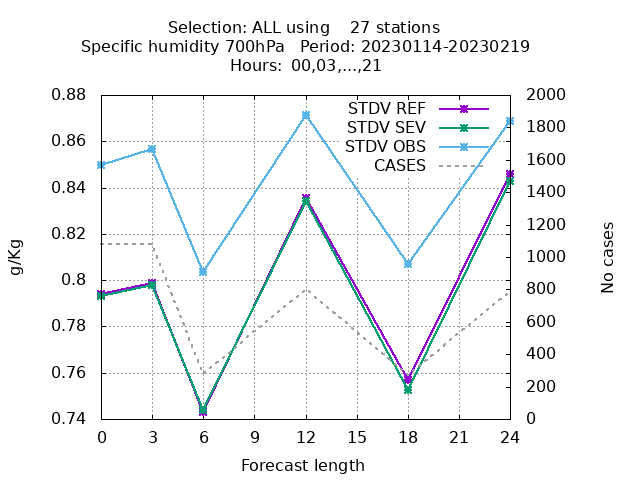 Selection: ALL using    27 stations
Specific humidity 700hPa   Period: 20230114-20230219
Hours: 00,03,...,21
STDV REF
STDV SEV
STDV OBS
CASES
0.88
0.86
0.84
0.82
0.8
0.78
0.76
0.74
2000
1800
1600
1400
1200
1000
800
600
400
200
0
g/Kg
No cases
0 3 6 9 12 15 18 21 24
Forecast length